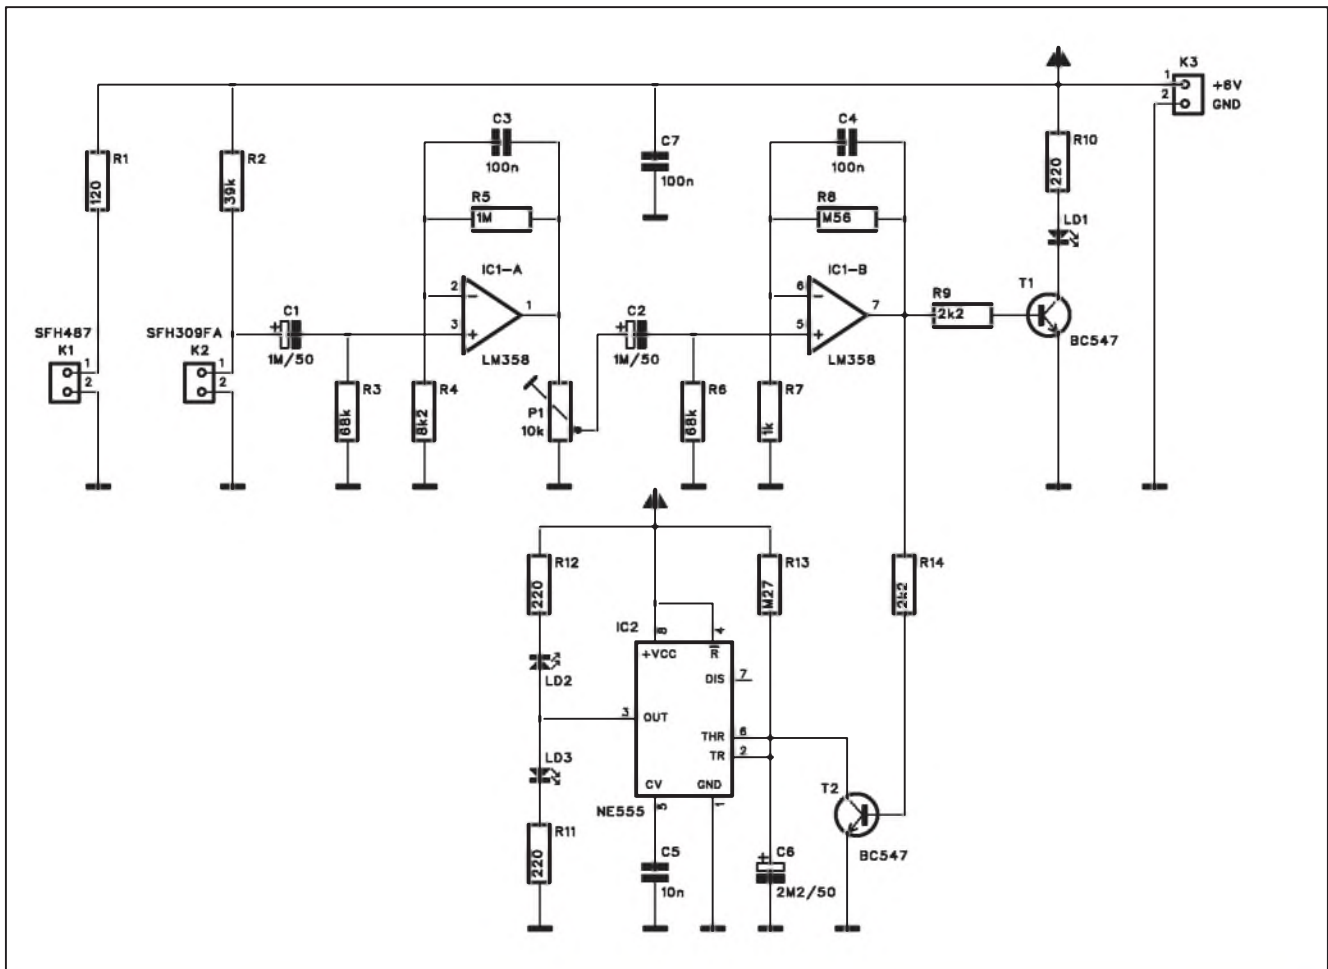 K3
1
+6V
2
GND
C3
100n
C7
100n
C4
100n
R10
220
LD1
R1
120
R2
39k
R5
1M
R8
M56
IC1-A
2
3
1
LM358
IC1-B
6
5
7
LM358
R9
2k2
T1
BC547
SFH487
K1
1
2
SFH309FA
K2
1
2
C1
1M/50
C2
1M/50
R3
68k
R4
8k2
P1
10k
R6
68k
R7
1k
R12
220
R13
M27
R14
2k2
IC2
8
4
+VCC
R
DIS
7
LD2
3
OUT
THR
6
TR
2
LD3
CV
GND
5
1
NE555
T2
BC547
R11
220
C5
10n
C6
2M2/50